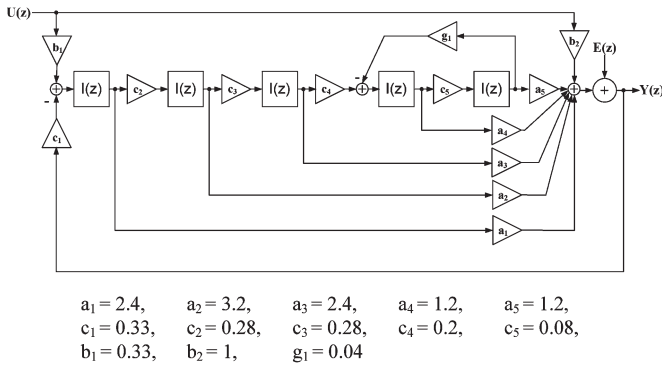 U(z)
b₁
b₂
E(z)
g₁
-
-
I(z)
c₂
I(z)
c₃
I(z)
c₄
I(z)
c₅
I(z)
a₅
+
Y(z)
c₁
a₄
a₃
a₂
a₁
a₁ = 2.4, a₂ = 3.2, a₃ = 2.4, a₄ = 1.2, a₅ = 1.2,
c₁ = 0.33, c₂ = 0.28, c₃ = 0.28, c₄ = 0.2, c₅ = 0.08,
b₁ = 0.33, b₂ = 1, g₁ = 0.04